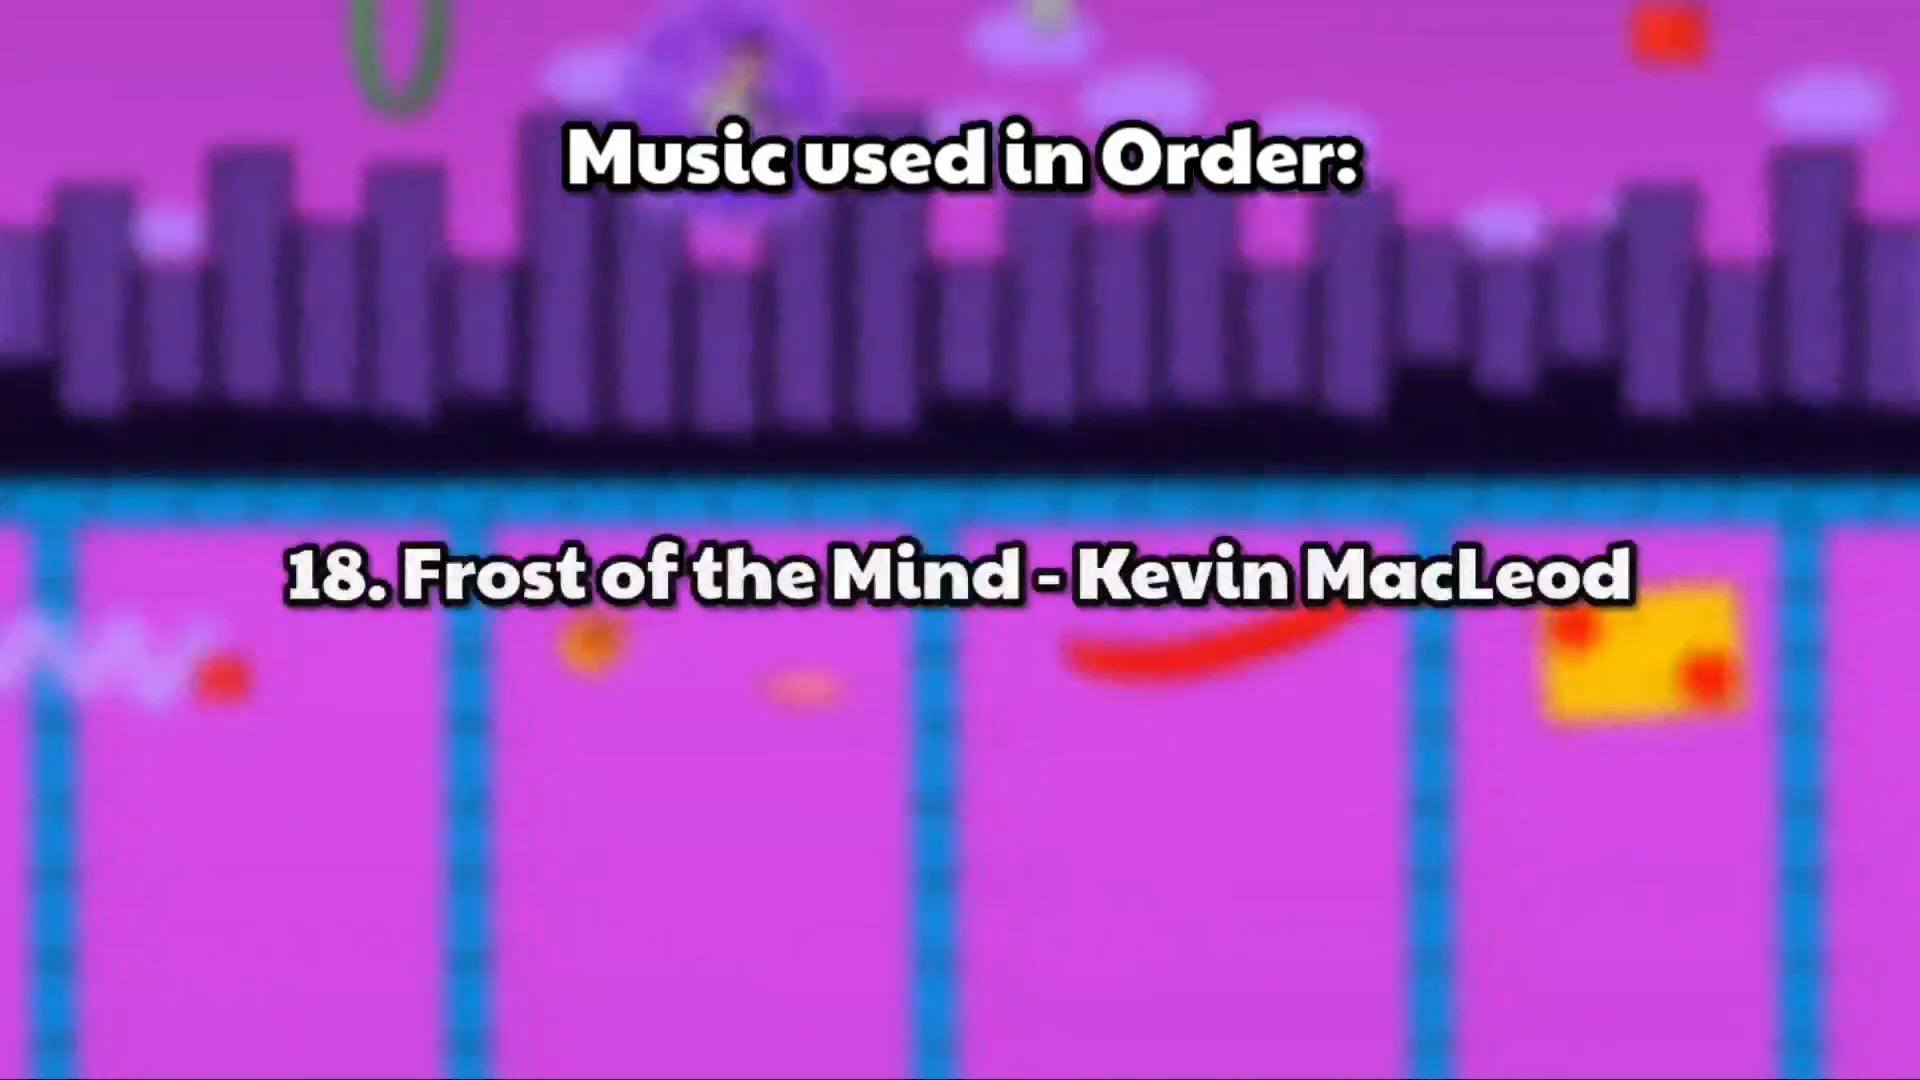 Music used in Order:
18. Frost of the Mind - Kevin MacLeod